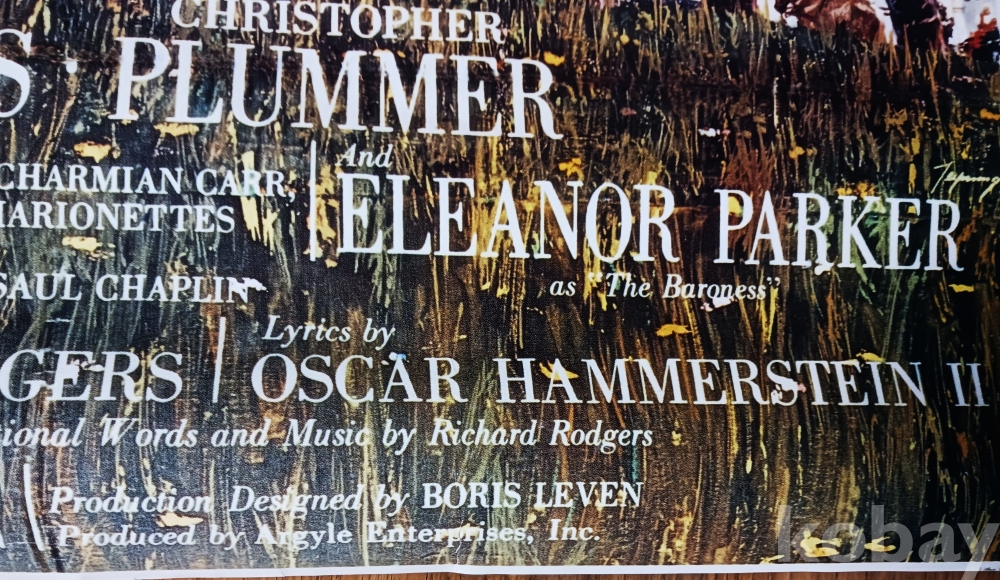 CHRISTOPHER
S · PLUMMER
CHARMIAN CARR,
MARIONETTES
And
ELEANOR PARKER
as "The Baroness"
SAUL CHAPLIN
GERS
Lyrics by
OSCAR HAMMERSTEIN II
ional Words and Music by Richard Rodgers
Production Designed by BORIS LEVEN
Produced by Argyle Enterprises, Inc.
kobay